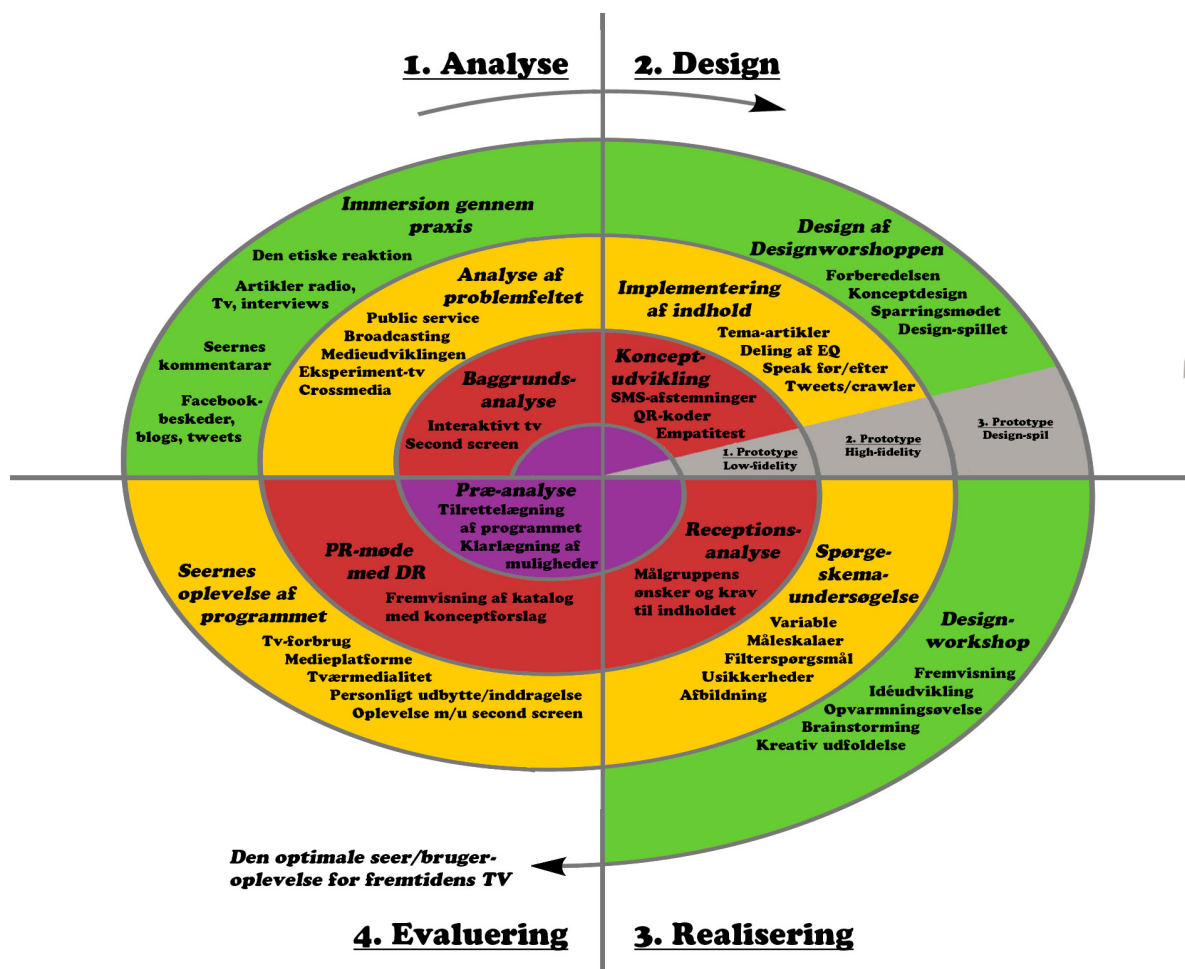 1. Analyse
2. Design
Immersion gennem
praxis
Den etiske reaktion
Artikler radio,
Tv, interviews
Seernes
kommentarar
Facebook-
beskeder,
blogs, tweets
Analyse af
problemfeltet
Public service
Broadcasting
Medieudviklingen
Eksperiment-tv
Crossmedia
Baggrunds-
analyse
Interaktivt tv
Second screen
Design af
Designworshoppen
Forberedelsen
Konceptdesign
Sparringsmødet
Design-spillet
Implementering
af indhold
Tema-artikler
Deling af EQ
Speak før/efter
Tweets/crawler
Koncept-
udvikling
SMS-afstemninger
QR-koder
Empatitest
1. Prototype
Low-fidelity
2. Prototype
High-fidelity
3. Prototype
Design-spil
Præ-analyse
Tilrettelægning
af programmet
Klarlægning af
muligheder
Receptions-
analyse
Målgruppens
ønsker og krav
til indholdet
Spørge-
skema-
undersøgelse
Variable
Måleskalaer
Filterspørgsmål
Usikkerheder
Afbildning
Design-
workshop
Fremvisning
Idéudvikling
Opvarmningsøvelse
Brainstorming
Kreativ udfoldelse
PR-møde
med DR
Fremvisning af katalog
med konceptforslag
Seernes
oplevelse af
programmet
Tv-forbrug
Medieplatforme
Tværmedialitet
Personligt udbytte/inddragelse
Oplevelse m/u second screen
Den optimale seer/bruger-
oplevelse for fremtidens TV
4. Evaluering
3. Realisering